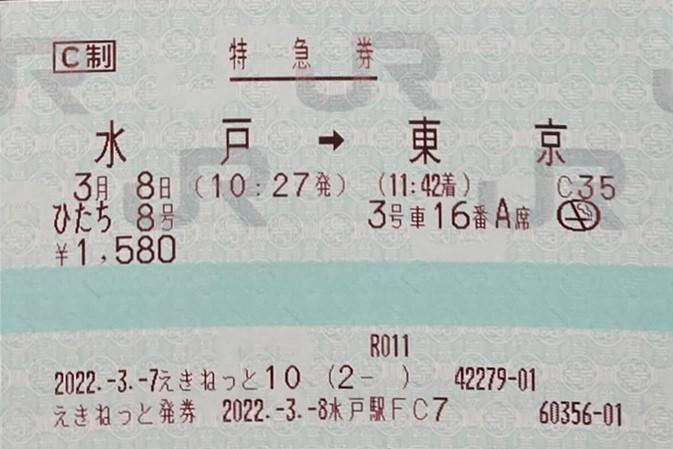 C制 特急券
水戸 → 東京
3月 8日 (10:27発) (11:42着) C35
ひたち 8号 3号車16番A席
¥1,580
R011
2022.-3.-7えきねっと10 (2- ) 42279-01
えきねっと発券 2022.-3.-8水戸駅FC7 60356-01
JR JR JR